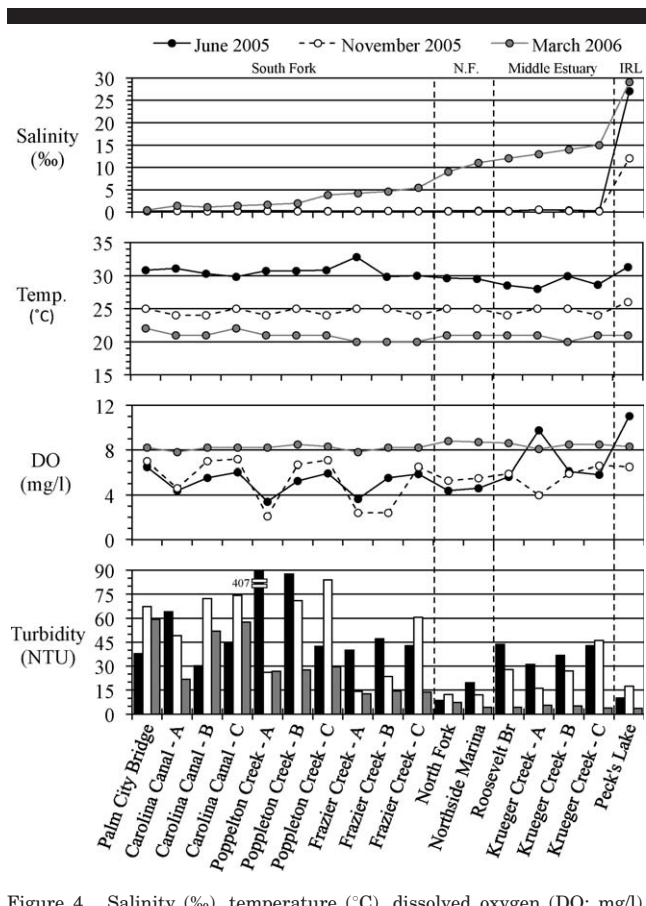 June 2005 November 2005 March 2006
South Fork N.F. Middle Estuary IRL
Salinity
(‰)
30
25
20
15
10
5
0
Temp.
(°C)
35
30
25
20
15
DO
(mg/l)
12
8
4
0
Turbidity
(NTU)
90
75
60
45
30
15
0
407
Palm City Bridge
Carolina Canal - A
Carolina Canal - B
Carolina Canal - C
Poppelton Creek - A
Poppleton Creek - B
Poppleton Creek - C
Frazier Creek - A
Frazier Creek - B
Frazier Creek - C
North Fork
Northside Marina
Roosevelt Br
Krueger Creek - A
Krueger Creek - B
Krueger Creek - C
Peck's Lake
Figure 4. Salinity (‰), temperature (°C), dissolved oxygen (DO; mg/l)